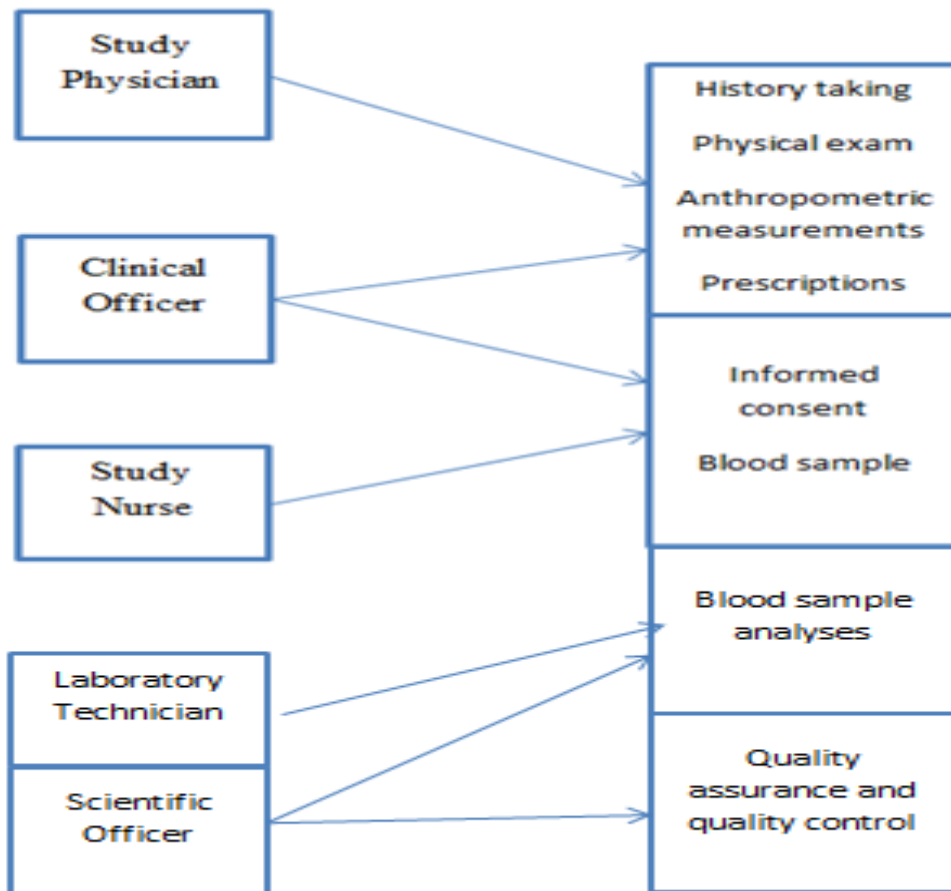 Study
Physician
Clinical
Officer
Study
Nurse
Laboratory
Technician
Scientific
Officer
History taking
Physical exam
Anthropometric
measurements
Prescriptions
Informed
consent
Blood sample
Blood sample
analyses
Quality
assurance and
quality control